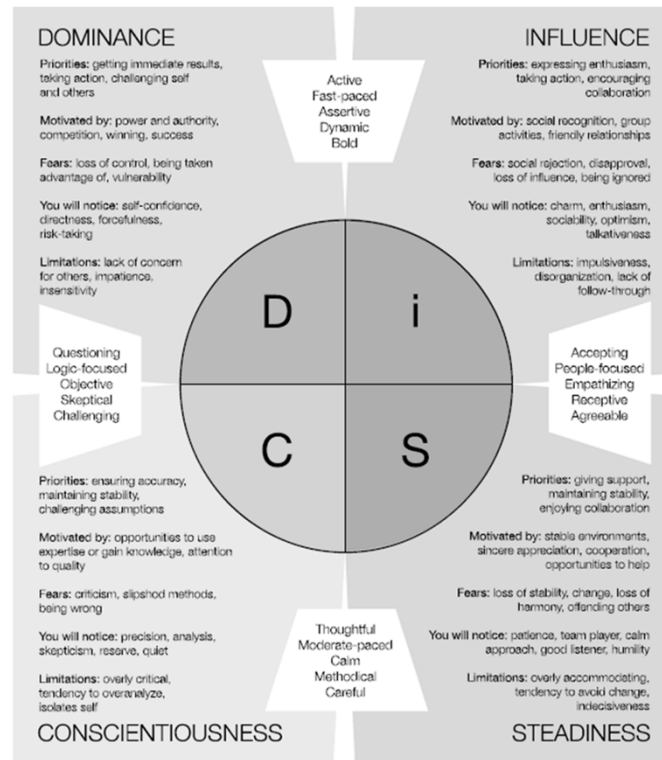 DOMINANCE
Priorities: getting immediate results,
taking action, challenging self
and others
Motivated by: power and authority,
competition, winning, success
Fears: loss of control, being taken
advantage of, vulnerability
You will notice: self-confidence,
directness, forcefulness,
risk-taking
Limitations: lack of concern
for others, impatience,
insensitivity
Active
Fast-paced
Assertive
Dynamic
Bold
INFLUENCE
Priorities: expressing enthusiasm,
taking action, encouraging
collaboration
Motivated by: social recognition, group
activities, friendly relationships
Fears: social rejection, disapproval,
loss of influence, being ignored
You will notice: charm, enthusiasm,
sociability, optimism,
talkativeness
Limitations: impulsiveness,
disorganization, lack of
follow-through
D
i
Questioning
Logic-focused
Objective
Skeptical
Challenging
Accepting
People-focused
Empathizing
Receptive
Agreeable
C
S
Priorities: ensuring accuracy,
maintaining stability,
challenging assumptions
Motivated by: opportunities to use
expertise or gain knowledge, attention
to quality
Fears: criticism, slipshod methods,
being wrong
You will notice: precision, analysis,
skepticism, reserve, quiet
Limitations: overly critical,
tendency to overanalyze,
isolates self
CONSCIENTIOUSNESS
Thoughtful
Moderate-paced
Calm
Methodical
Careful
Priorities: giving support,
maintaining stability,
enjoying collaboration
Motivated by: stable environments,
sincere appreciation, cooperation,
opportunities to help
Fears: loss of stability, change, loss of
harmony, offending others
You will notice: patience, team player, calm
approach, good listener, humility
Limitations: overly accommodating,
tendency to avoid change,
indecisiveness
STEADINESS